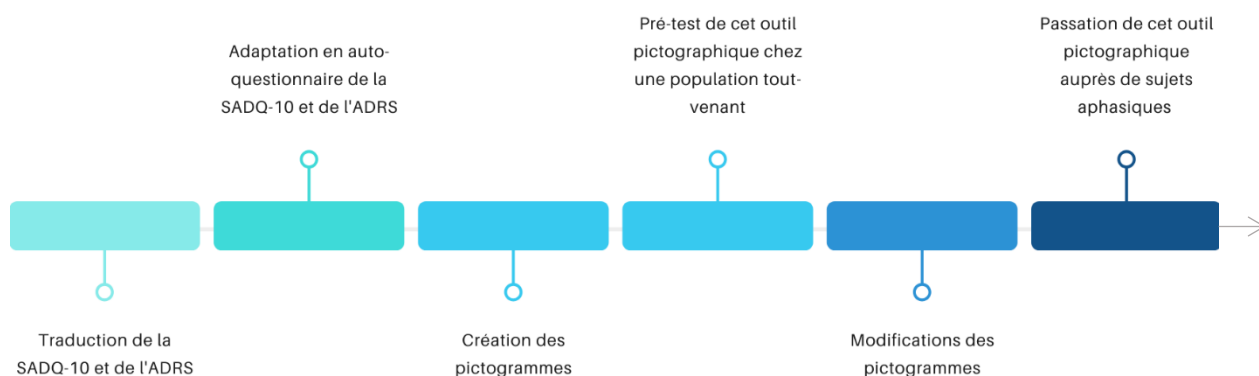 Traduction de la
SADQ-10 et de l'ADRS
Adaptation en auto-
questionnaire de la
SADQ-10 et de l'ADRS
Création des
pictogrammes
Pré-test de cet outil
pictographique chez
une population tout-
venant
Modifications des
pictogrammes
Passation de cet outil
pictographique
auprès de sujets
aphasiques